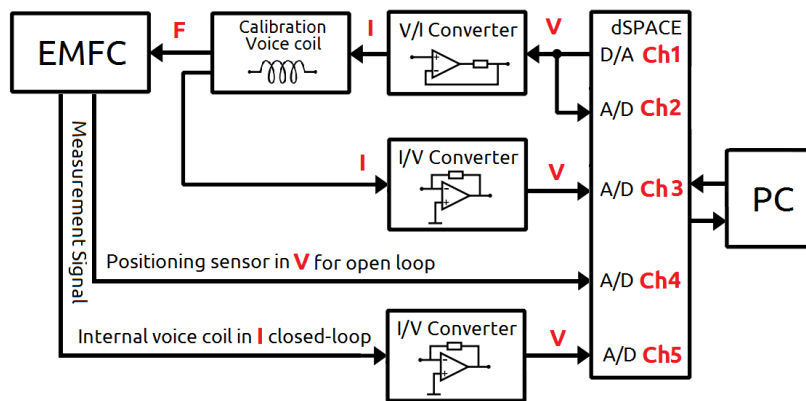 EMFC
F
Calibration
Voice coil
I
V/I Converter
V
dSPACE
D/A Ch1
A/D Ch2
I
I/V Converter
V
A/D Ch3
PC
Measurement Signal
Positioning sensor in V for open loop
A/D Ch4
Internal voice coil in I closed-loop
I/V Converter
V
A/D Ch5